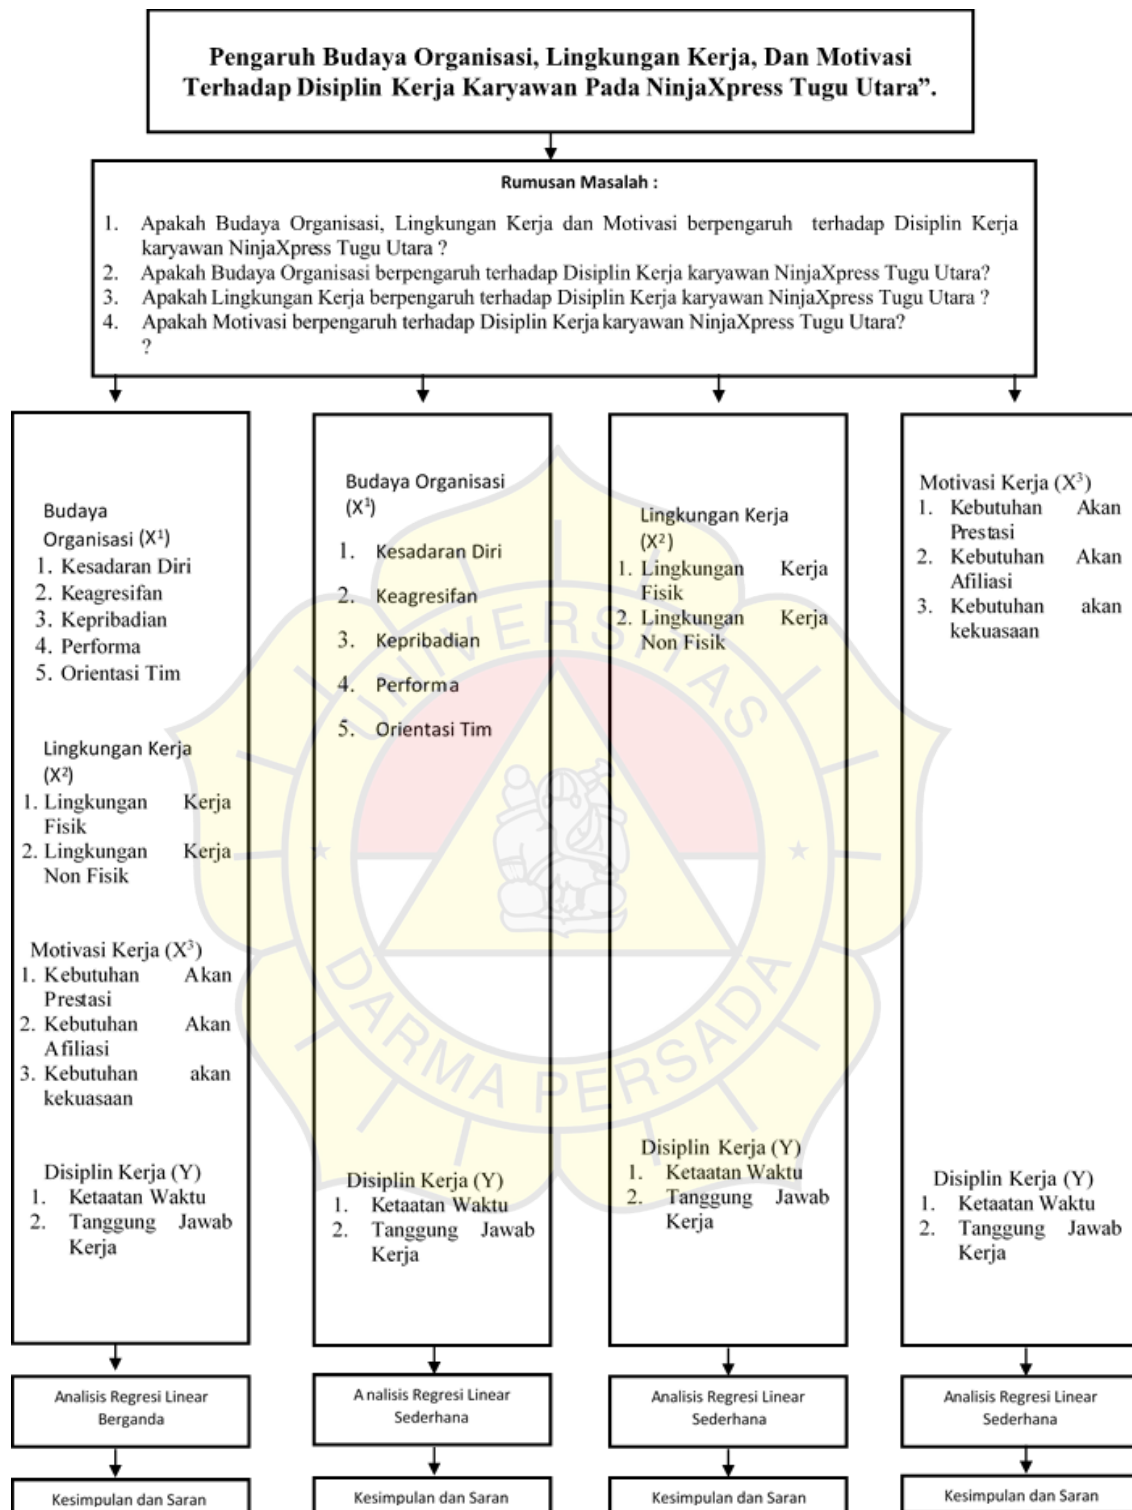 Pengaruh Budaya Organisasi, Lingkungan Kerja, Dan Motivasi
Terhadap Disiplin Kerja Karyawan Pada NinjaXpress Tugu Utara”.
Rumusan Masalah :
1. Apakah Budaya Organisasi, Lingkungan Kerja dan Motivasi berpengaruh terhadap Disiplin Kerja
karyawan NinjaXpress Tugu Utara ?
2. Apakah Budaya Organisasi berpengaruh terhadap Disiplin Kerja karyawan NinjaXpress Tugu Utara?
3. Apakah Lingkungan Kerja berpengaruh terhadap Disiplin Kerja karyawan NinjaXpress Tugu Utara ?
4. Apakah Motivasi berpengaruh terhadap Disiplin Kerja karyawan NinjaXpress Tugu Utara?
?
Budaya
Organisasi (X¹)
1. Kesadaran Diri
2. Keagresifan
3. Kepribadian
4. Performa
5. Orientasi Tim
Lingkungan Kerja
(X²)
1. Lingkungan Kerja
Fisik
2. Lingkungan Kerja
Non Fisik
Motivasi Kerja (X³)
1. Kebutuhan Akan
Prestasi
2. Kebutuhan Akan
Afiliasi
3. Kebutuhan akan
kekuasaan
Disiplin Kerja (Y)
1. Ketaatan Waktu
2. Tanggung Jawab
Kerja
Analisis Regresi Linear
Berganda
Kesimpulan dan Saran
Budaya Organisasi
(X¹)
1. Kesadaran Diri
2. Keagresifan
3. Kepribadian
4. Performa
5. Orientasi Tim
Disiplin Kerja (Y)
1. Ketaatan Waktu
2. Tanggung Jawab
Kerja
Analisis Regresi Linear
Sederhana
Kesimpulan dan Saran
Lingkungan Kerja
(X²)
1. Lingkungan Kerja
Fisik
2. Lingkungan Kerja
Non Fisik
Disiplin Kerja (Y)
1. Ketaatan Waktu
2. Tanggung Jawab
Kerja
Analisis Regresi Linear
Sederhana
Kesimpulan dan Saran
Motivasi Kerja (X³)
1. Kebutuhan Akan
Prestasi
2. Kebutuhan Akan
Afiliasi
3. Kebutuhan akan
kekuasaan
Disiplin Kerja (Y)
1. Ketaatan Waktu
2. Tanggung Jawab
Kerja
Analisis Regresi Linear
Sederhana
Kesimpulan dan Saran
UNIVERSITAS
DARMA PERSADA